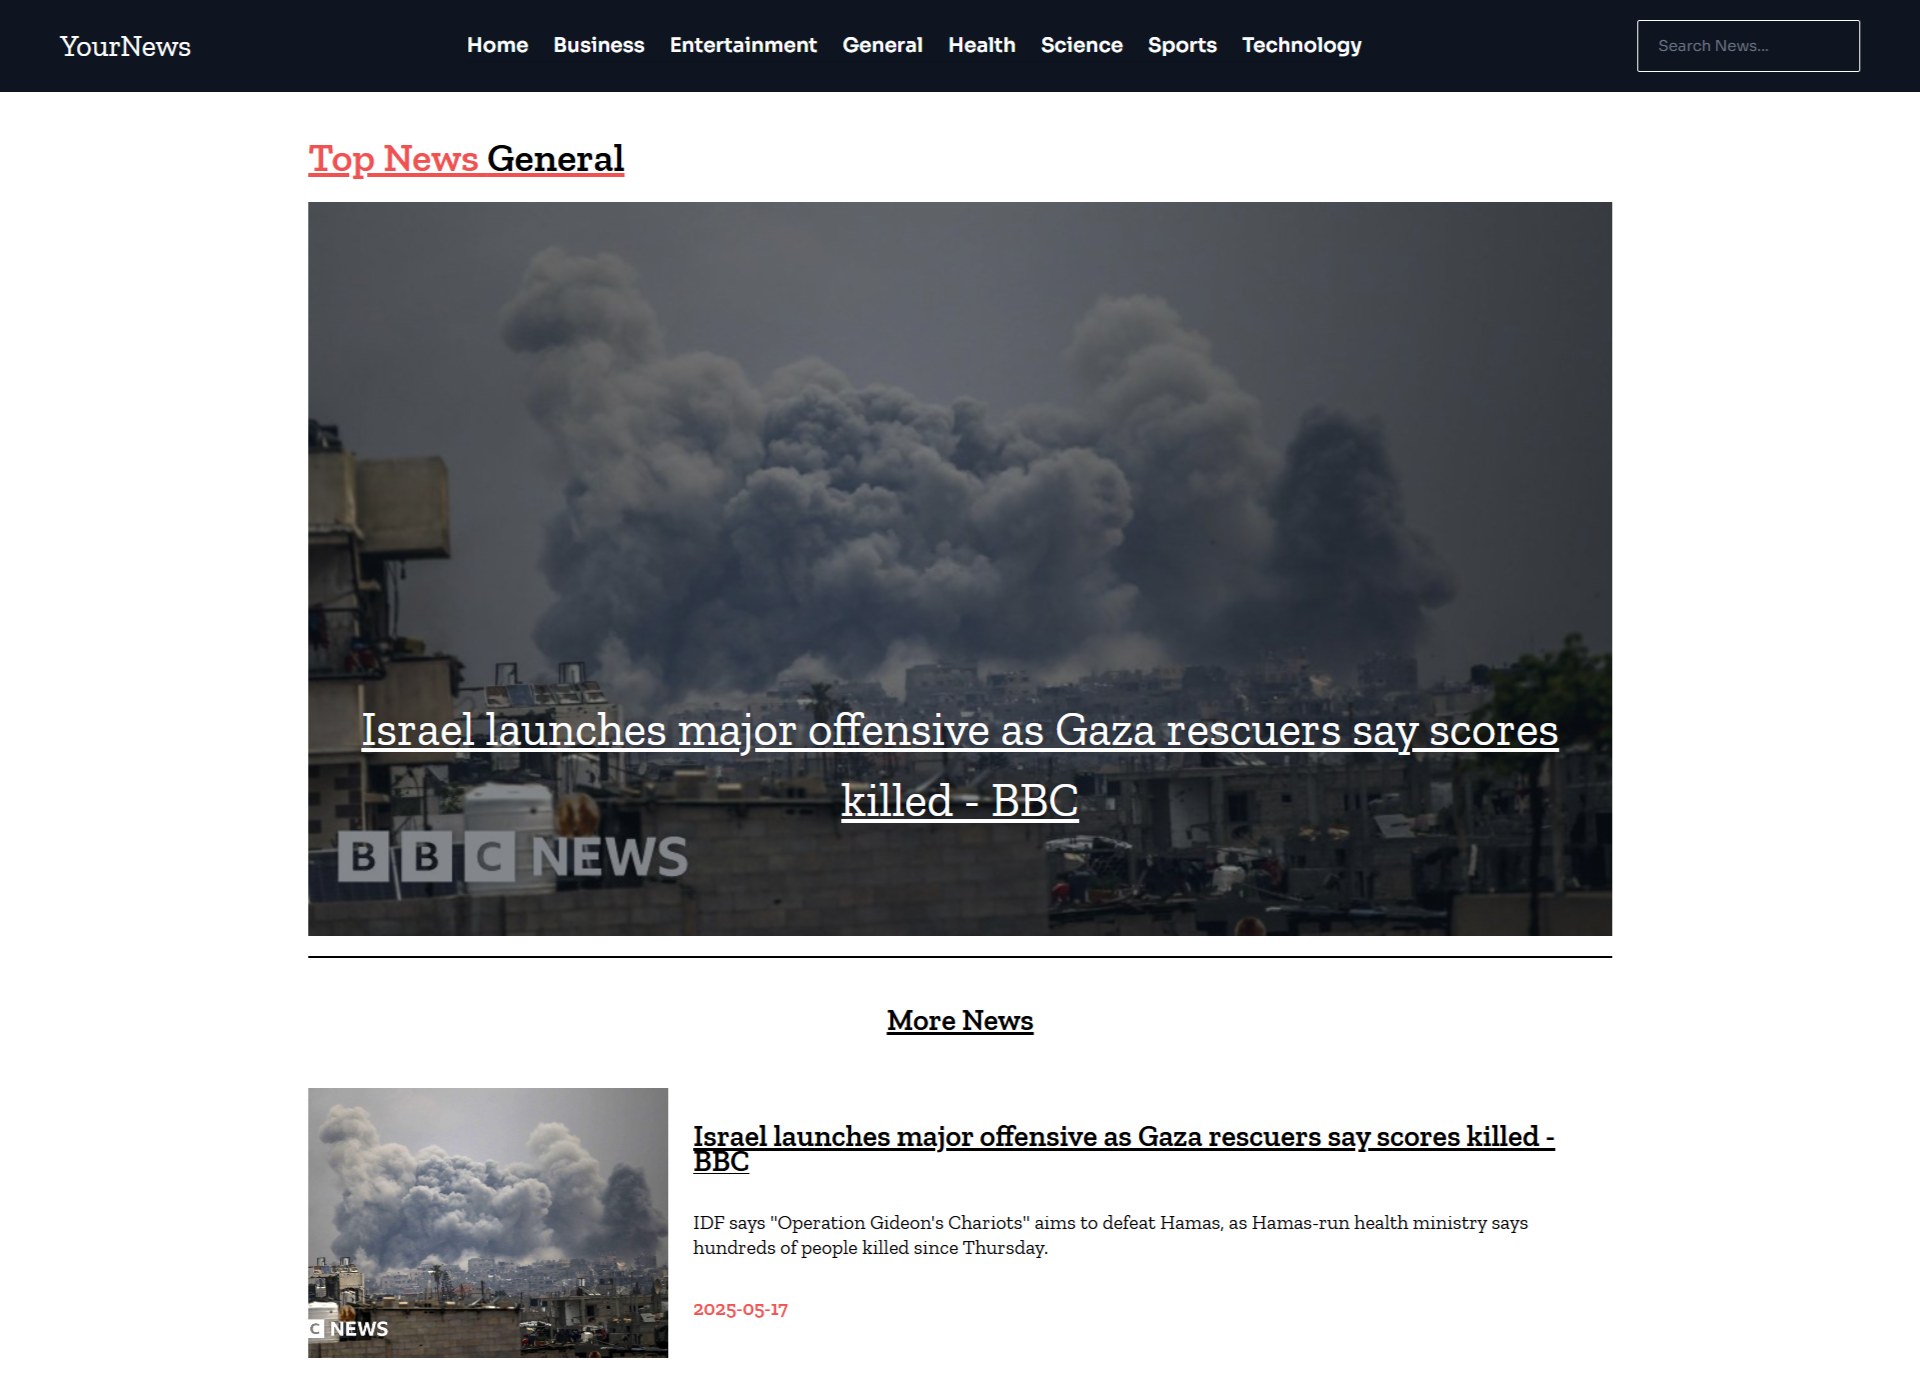 YourNews
Home Business Entertainment General Health Science Sports Technology
Search News...
Top News General
Israel launches major offensive as Gaza rescuers say scores
killed - BBC
BBC NEWS
More News
Israel launches major offensive as Gaza rescuers say scores killed -
BBC
IDF says "Operation Gideon's Chariots" aims to defeat Hamas, as Hamas-run health ministry says
hundreds of people killed since Thursday.
2025-05-17
C NEWS